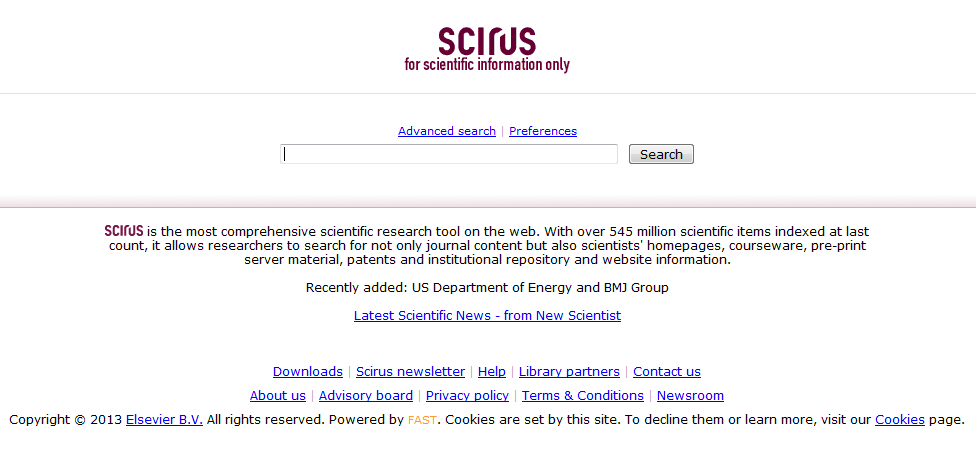 SCIRUS
for scientific information only
Advanced search | Preferences
Search
SCIRUS is the most comprehensive scientific research tool on the web. With over 545 million scientific items indexed at last
count, it allows researchers to search for not only journal content but also scientists' homepages, courseware, pre-print
server material, patents and institutional repository and website information.
Recently added: US Department of Energy and BMJ Group
Latest Scientific News - from New Scientist
Downloads | Scirus newsletter | Help | Library partners | Contact us
About us | Advisory board | Privacy policy | Terms & Conditions | Newsroom
Copyright © 2013 Elsevier B.V. All rights reserved. Powered by FAST. Cookies are set by this site. To decline them or learn more, visit our Cookies page.